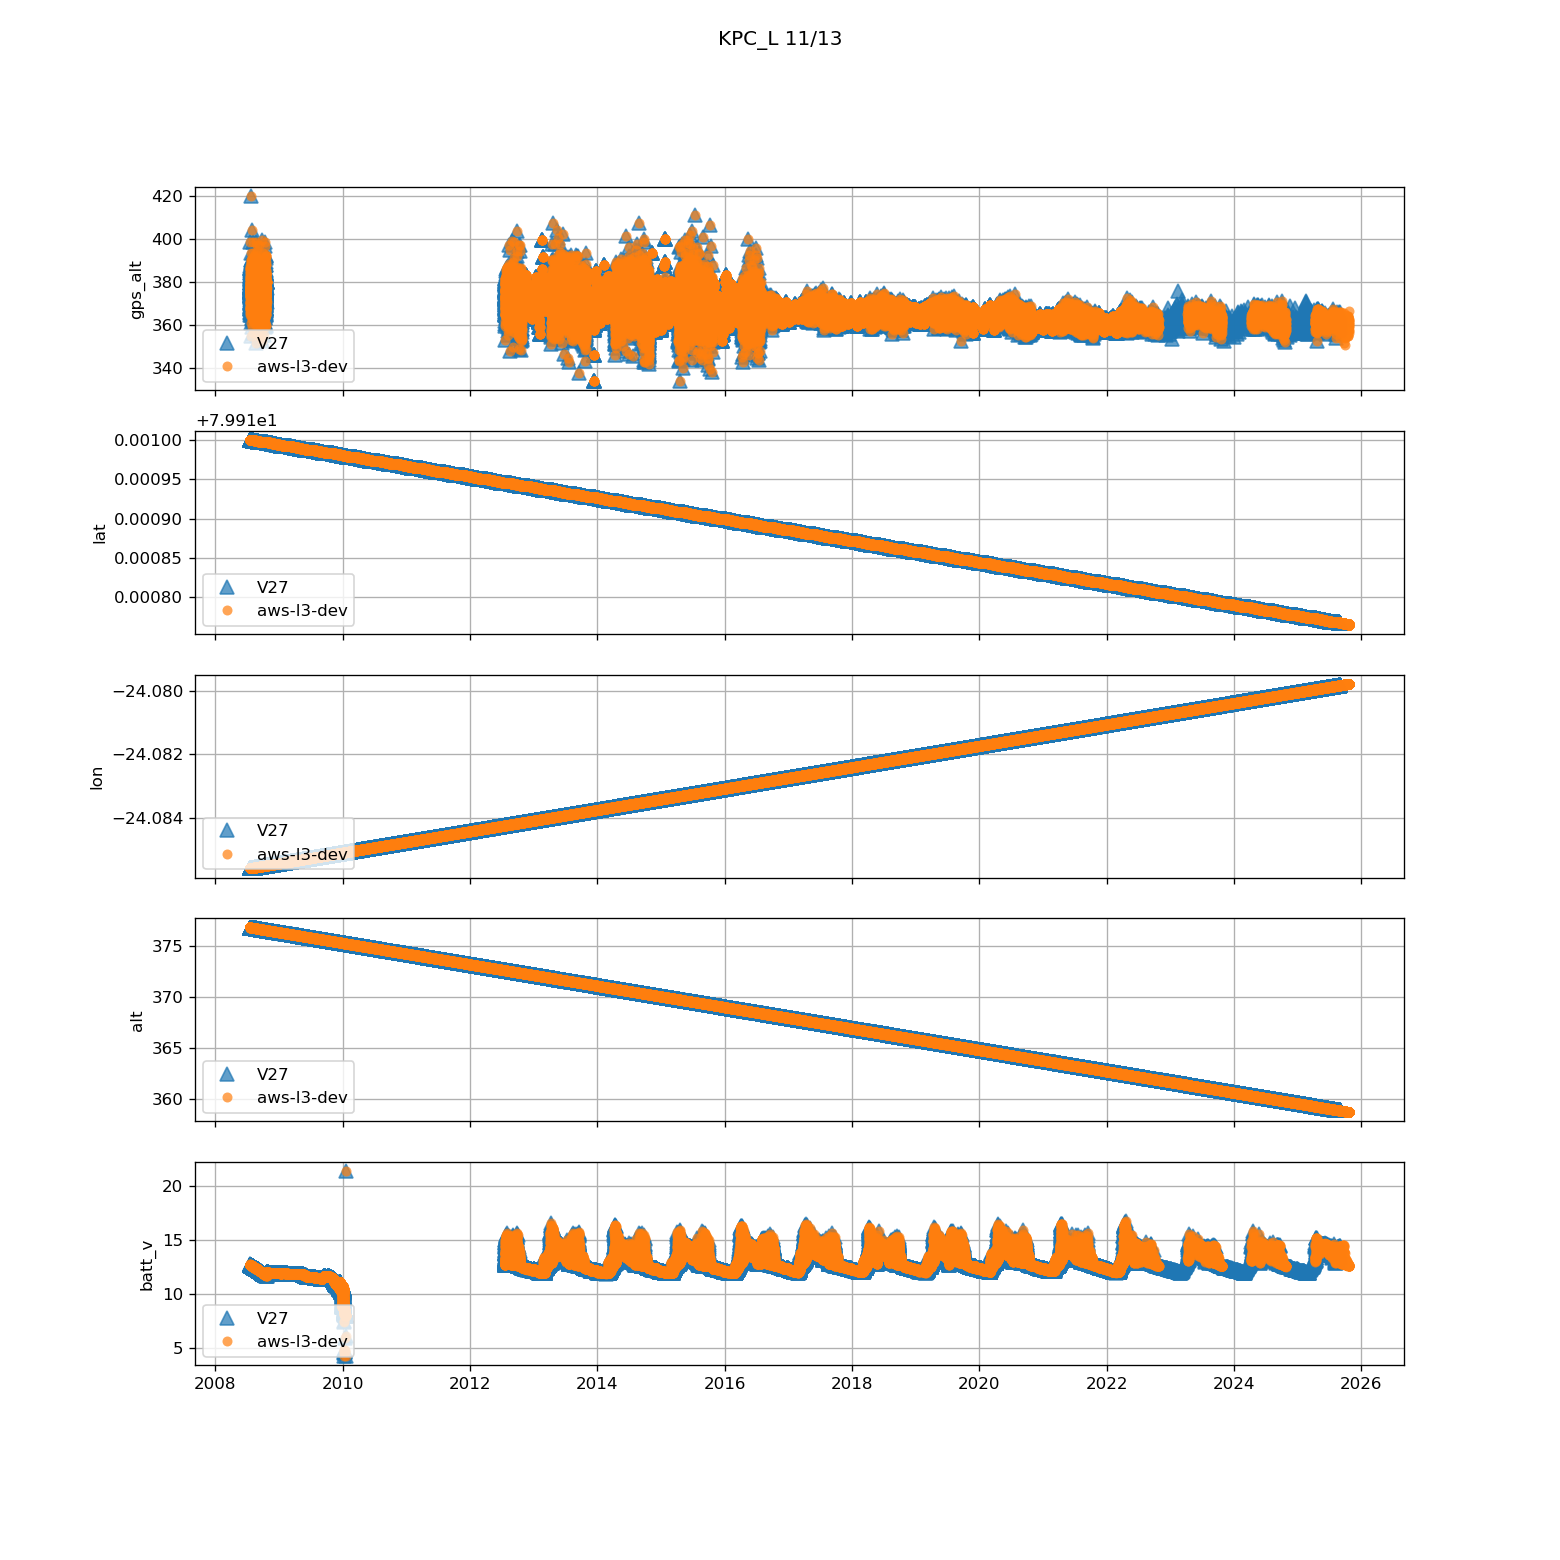 KPC_L 11/13
420
400
380
360
340
gps_alt
V27
aws-l3-dev
+7.991e1
0.00100
0.00095
0.00090
0.00085
0.00080
lat
V27
aws-l3-dev
−24.080
−24.082
−24.084
lon
V27
aws-l3-dev
375
370
365
360
alt
V27
aws-l3-dev
20
15
10
5
batt_v
V27
aws-l3-dev
2008 2010 2012 2014 2016 2018 2020 2022 2024 2026